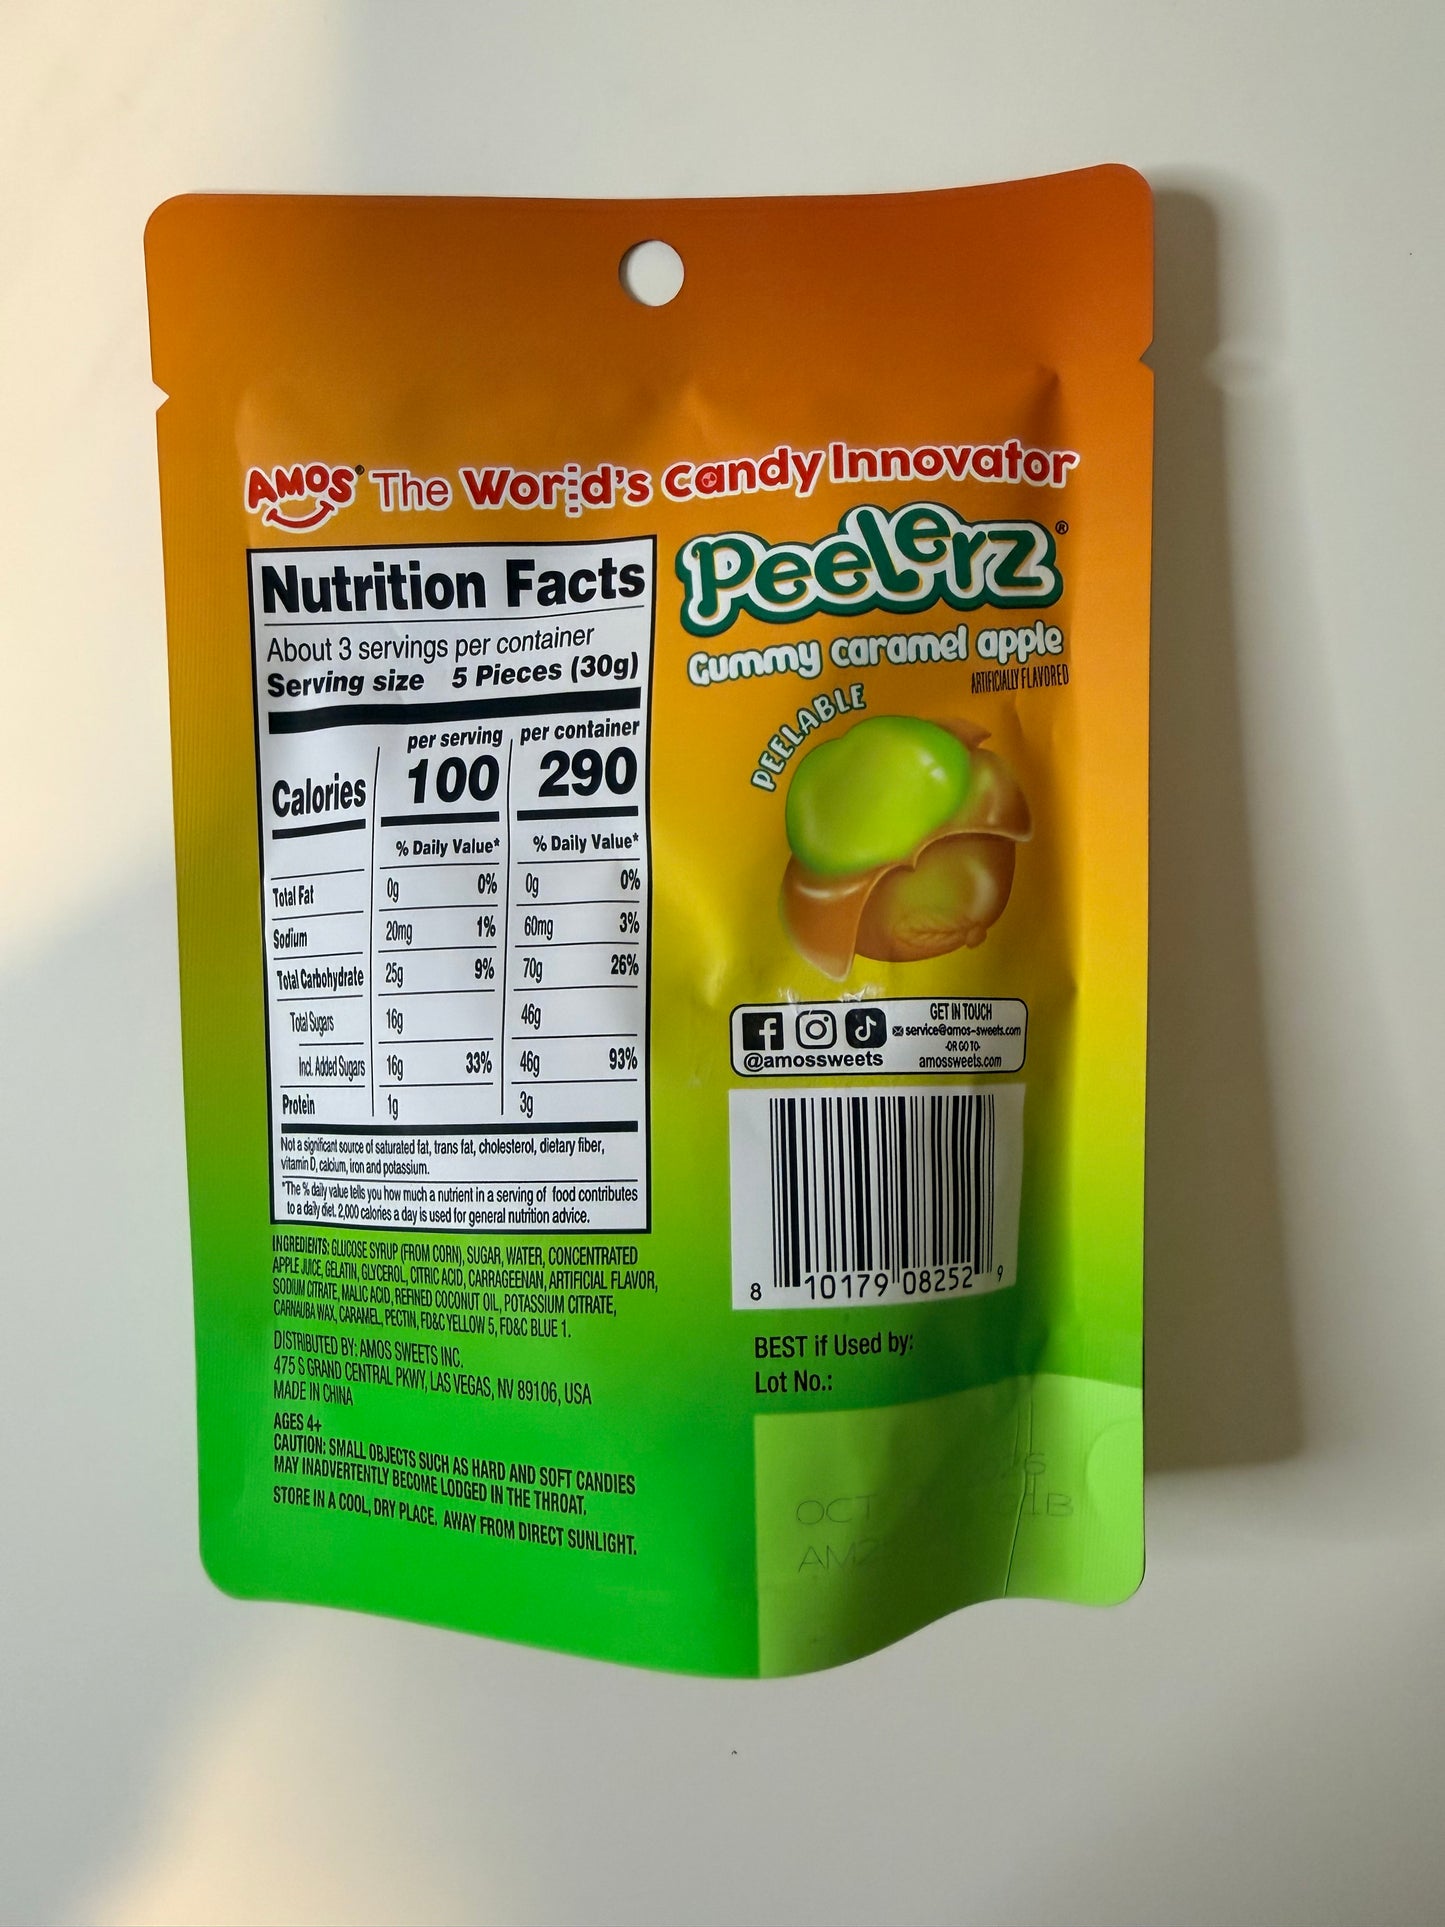 AMOS® The World's Candy Innovator
Nutrition Facts
About 3 servings per container
Serving size 5 Pieces (30g)
per serving per container
Calories 100 290
% Daily Value* % Daily Value*
Total Fat 0g 0% 0g 0%
Sodium 20mg 1% 60mg 3%
Total Carbohydrate 25g 9% 70g 26%
Total Sugars 16g 46g
Incl. Added Sugars 16g 33% 46g 93%
Protein 1g 3g
Not a significant source of saturated fat, trans fat, cholesterol, dietary fiber,
vitamin D, calcium, iron and potassium.
*The % daily value tells you how much a nutrient in a serving of food contributes
to a daily diet. 2,000 calories a day is used for general nutrition advice.
INGREDIENTS: GLUCOSE SYRUP (FROM CORN), SUGAR, WATER, CONCENTRATED
APPLE JUICE, GELATIN, GLYCEROL, CITRIC ACID, CARRAGEENAN, ARTIFICIAL FLAVOR,
SODIUM CITRATE, MALIC ACID, REFINED COCONUT OIL, POTASSIUM CITRATE,
CARNAUBA WAX, CARAMEL, PECTIN, FD&C YELLOW 5, FD&C BLUE 1.
DISTRIBUTED BY: AMOS SWEETS INC.
475 S GRAND CENTRAL PKWY, LAS VEGAS, NV 89106, USA
MADE IN CHINA
AGES 4+
CAUTION: SMALL OBJECTS SUCH AS HARD AND SOFT CANDIES
MAY INADVERTENTLY BECOME LODGED IN THE THROAT.
STORE IN A COOL, DRY PLACE. AWAY FROM DIRECT SUNLIGHT.
Peelerz®
Gummy caramel apple
ARTIFICIALLY FLAVORED
PEELABLE
@amossweets
GET IN TOUCH
service@amos-sweets.com
-OR GO TO-
amossweets.com
8 10179 08252 9
BEST if Used by:
Lot No.:
OCT